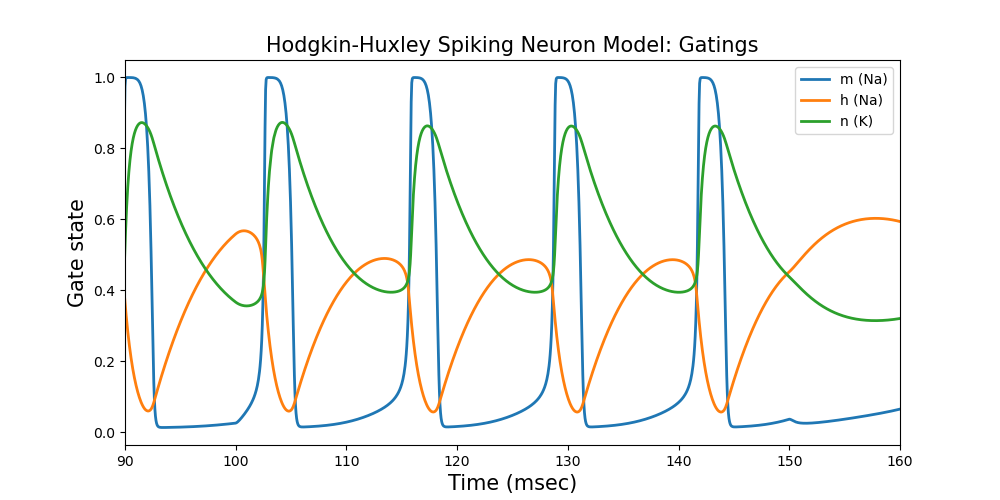 Hodgkin-Huxley Spiking Neuron Model: Gatings
m (Na)
h (Na)
n (K)
Gate state
1.0
0.8
0.6
0.4
0.2
0.0
90 100 110 120 130 140 150 160
Time (msec)